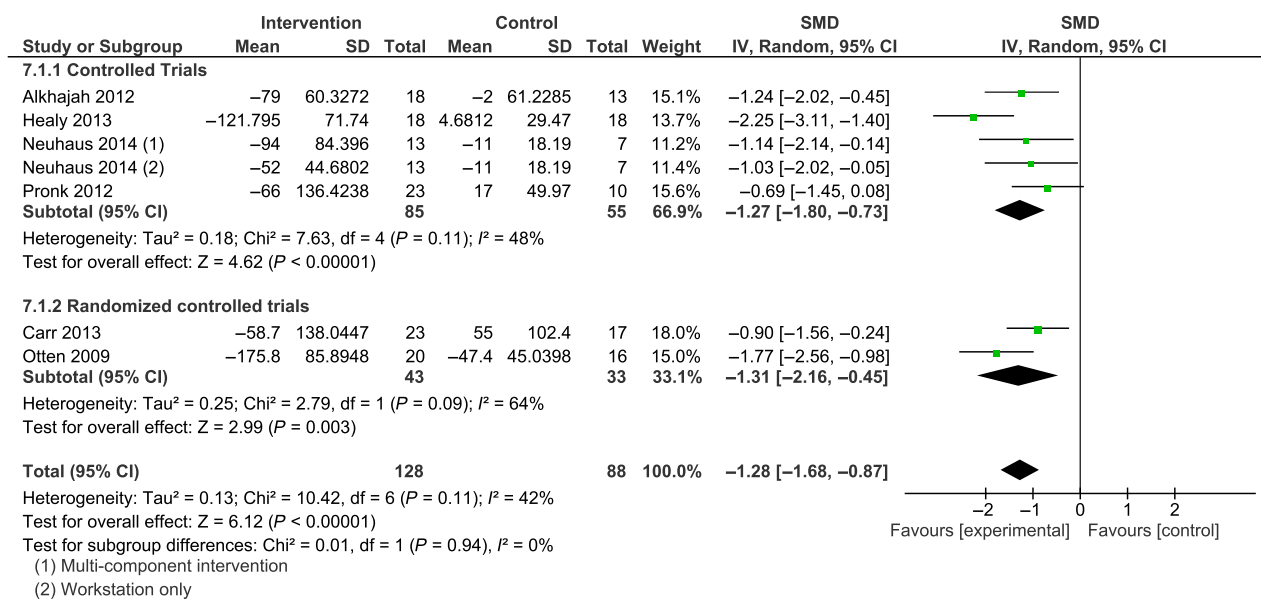 Intervention Control SMD SMD
Study or Subgroup Mean SD Total Mean SD Total Weight IV, Random, 95% CI IV, Random, 95% CI
7.1.1 Controlled Trials
Alkhajah 2012 –79 60.3272 18 –2 61.2285 13 15.1% –1.24 [–2.02, –0.45]
Healy 2013 –121.795 71.74 18 4.6812 29.47 18 13.7% –2.25 [–3.11, –1.40]
Neuhaus 2014 (1) –94 84.396 13 –11 18.19 7 11.2% –1.14 [–2.14, –0.14]
Neuhaus 2014 (2) –52 44.6802 13 –11 18.19 7 11.4% –1.03 [–2.02, –0.05]
Pronk 2012 –66 136.4238 23 17 49.97 10 15.6% –0.69 [–1.45, 0.08]
Subtotal (95% CI) 85 55 66.9% –1.27 [–1.80, –0.73]
Heterogeneity: Tau² = 0.18; Chi² = 7.63, df = 4 (P = 0.11); I² = 48%
Test for overall effect: Z = 4.62 (P < 0.00001)
7.1.2 Randomized controlled trials
Carr 2013 –58.7 138.0447 23 55 102.4 17 18.0% –0.90 [–1.56, –0.24]
Otten 2009 –175.8 85.8948 20 –47.4 45.0398 16 15.0% –1.77 [–2.56, –0.98]
Subtotal (95% CI) 43 33 33.1% –1.31 [–2.16, –0.45]
Heterogeneity: Tau² = 0.25; Chi² = 2.79, df = 1 (P = 0.09); I² = 64%
Test for overall effect: Z = 2.99 (P = 0.003)
Total (95% CI) 128 88 100.0% –1.28 [–1.68, –0.87]
Heterogeneity: Tau² = 0.13; Chi² = 10.42, df = 6 (P = 0.11); I² = 42%
Test for overall effect: Z = 6.12 (P < 0.00001)
Test for subgroup differences: Chi² = 0.01, df = 1 (P = 0.94), I² = 0%
(1) Multi-component intervention
(2) Workstation only
–2 –1 0 1 2
Favours [experimental] Favours [control]